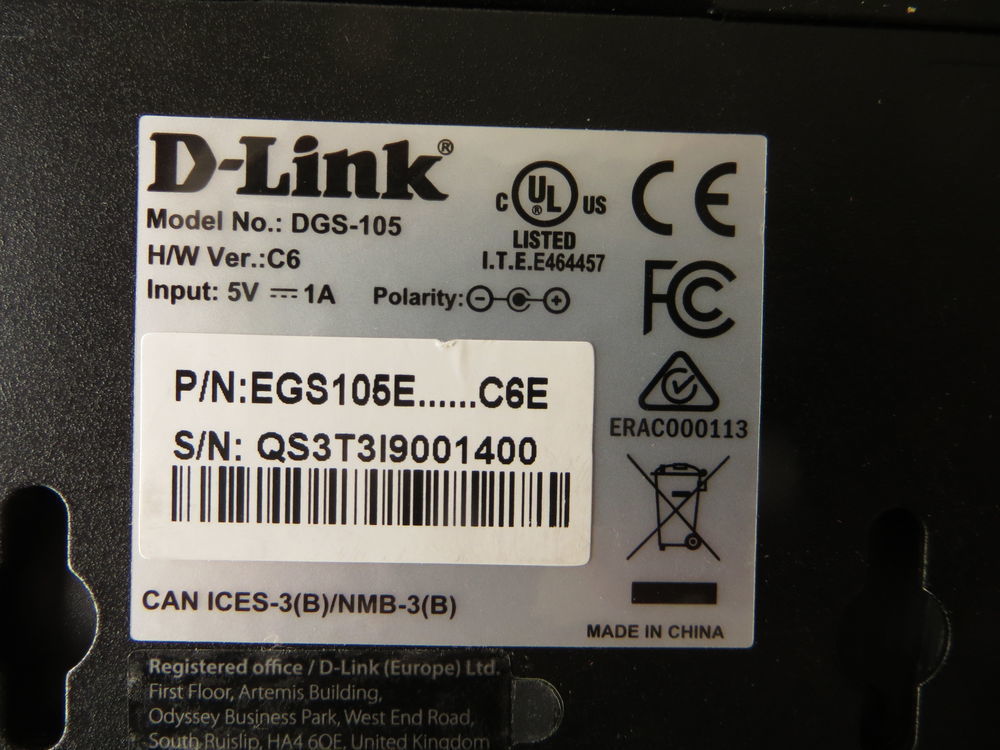 D-Link®
Model No.: DGS-105
H/W Ver.:C6
Input: 5V ⎓ 1A Polarity:
C UL ® US
LISTED
I.T.E.E464457
CE
FC
ERAC000113
P/N:EGS105E......C6E
S/N: QS3T3I9001400
CAN ICES-3(B)/NMB-3(B)
MADE IN CHINA
Registered office / D-Link (Europe) Ltd.
First Floor, Artemis Building,
Odyssey Business Park, West End Road,
South Ruislip, HA4 6QE, United Kingdom